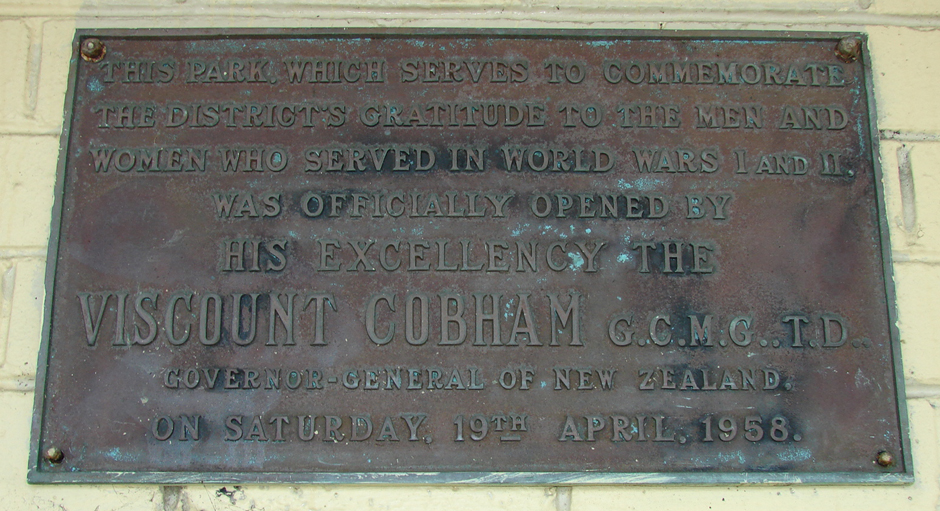 THIS PARK, WHICH SERVES TO COMMEMORATE
THE DISTRICT'S GRATITUDE TO THE MEN AND
WOMEN WHO SERVED IN WORLD WARS I AND II.
WAS OFFICIALLY OPENED BY
HIS EXCELLENCY THE
VISCOUNT COBHAM G.C.M.G., T.D.,
GOVERNOR-GENERAL OF NEW ZEALAND.
ON SATURDAY, 19TH APRIL, 1958.